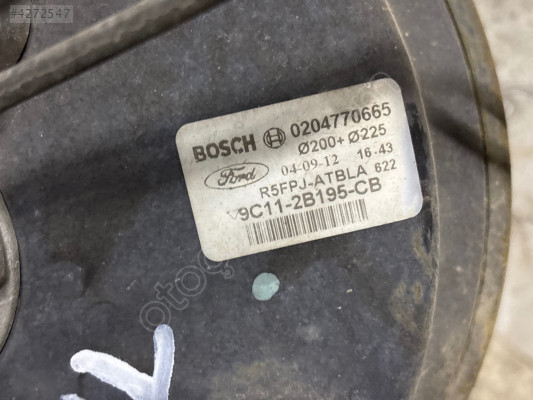 #4272547
BOSCH 0204770665
Ø200+Ø225
Ford 04-09-12 16.43
R5FPJ-ATBLA 622
9C11-2B195-CB